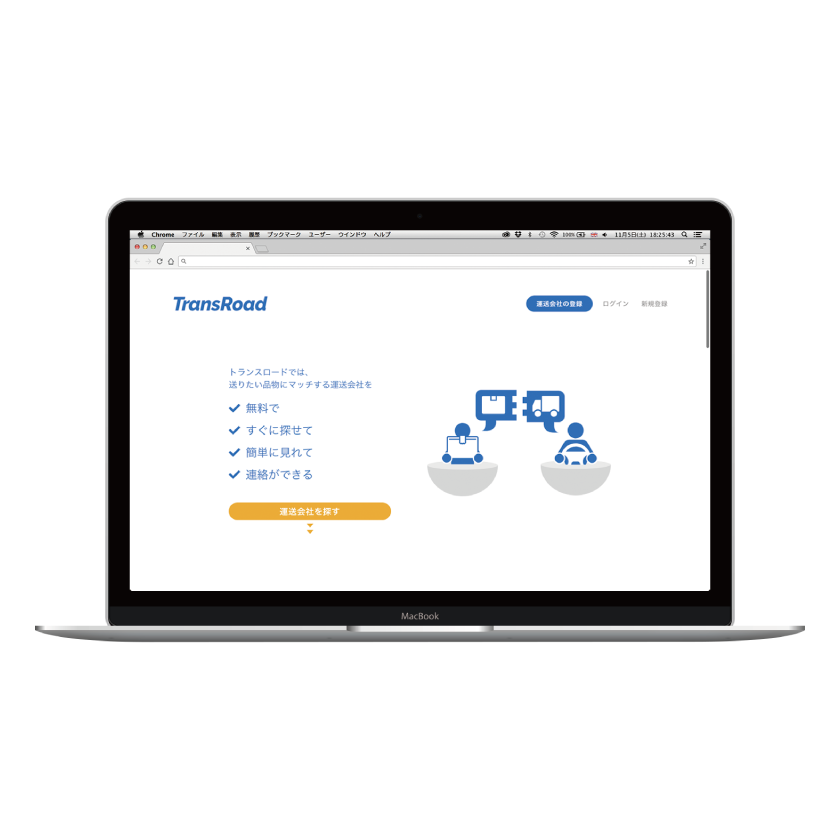 Chrome ファイル 編集 表示 履歴 ブックマーク ユーザー ウインドウ ヘルプ 100% 11月5日(土) 18:25:43
TransRoad
運送会社の登録 ログイン 新規登録
トランスロードでは、
送りたい品物にマッチする運送会社を
無料で
すぐに探せて
簡単に見れて
連絡ができる
運送会社を探す
MacBook